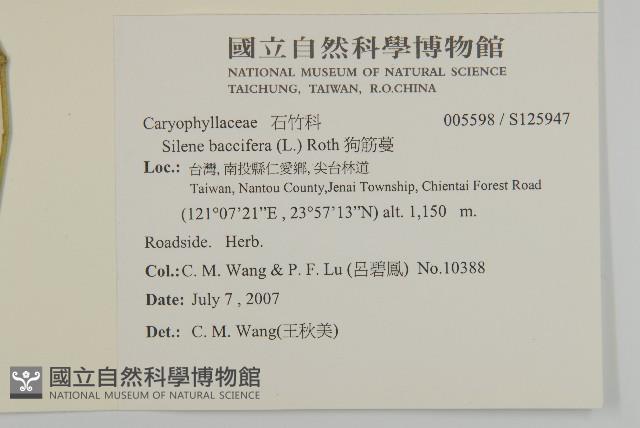 國立自然科學博物館
NATIONAL MUSEUM OF NATURAL SCIENCE
TAICHUNG, TAIWAN, R.O.CHINA
Caryophyllaceae 石竹科 005598 / S125947
Silene baccifera (L.) Roth 狗筋蔓
Loc.: 台灣, 南投縣仁愛鄉, 尖台林道
Taiwan, Nantou County,Jenai Township, Chientai Forest Road
(121°07'21"E , 23°57'13"N) alt. 1,150 m.
Roadside. Herb.
Col.: C. M. Wang & P. F. Lu (呂碧鳳) No.10388
Date: July 7 , 2007
Det.: C. M. Wang(王秋美)
國立自然科學博物館
NATIONAL MUSEUM OF NATURAL SCIENCE